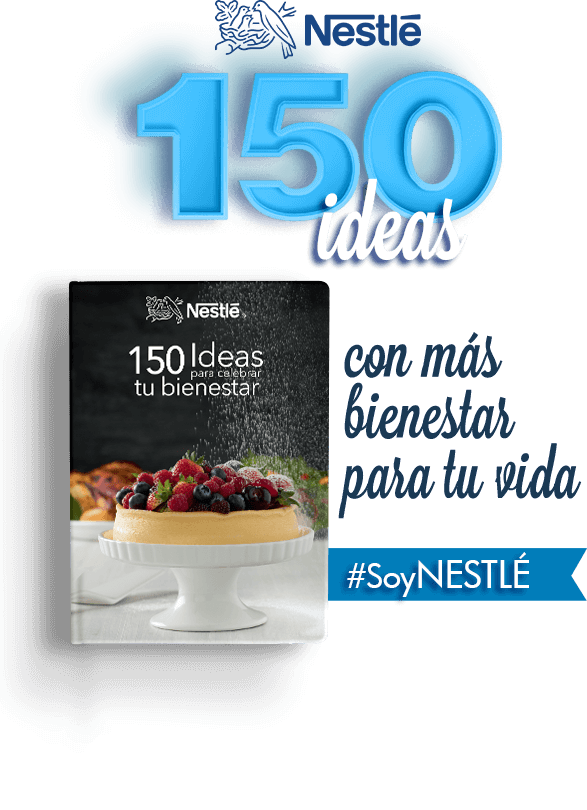 Nestlé
150
ideas
Nestlé
150 Ideas
para celebrar
tu bienestar
con más
bienestar
para tu vida
#SoyNESTLÉ